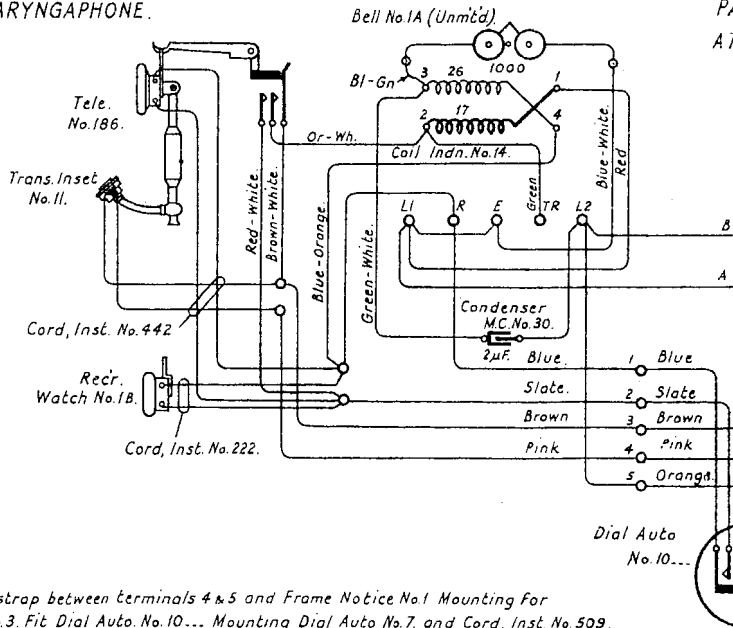 ARYNGAPHONE.
PA
AT
Bell No.1A (Unm'td).
1000
Bl-Gn
3 26 1
17
2 4
Tele.
No.186.
Or-Wh.
Coil Indn. No.14.
Trans. Inset
No. 11.
Red-White.
Brown-White.
Blue-Orange.
Green-White.
Green
Blue-White.
Red
L1 R E TR L2
B
A
Condenser
M.C. No.30.
2μF.
Cord, Inst. No.442
Blue. 1 Blue
Rec'r.
Watch No.1B.
Slate. 2 Slate
Brown 3 Brown
Cord, Inst. No.222.
Pink 4 Pink
5 Orange.
Dial Auto
No.10...
strap between terminals 4 & 5 and Frame Notice No.1 Mounting for
.3. Fit Dial Auto. No.10... Mounting Dial Auto No.7. and Cord, Inst No.509.